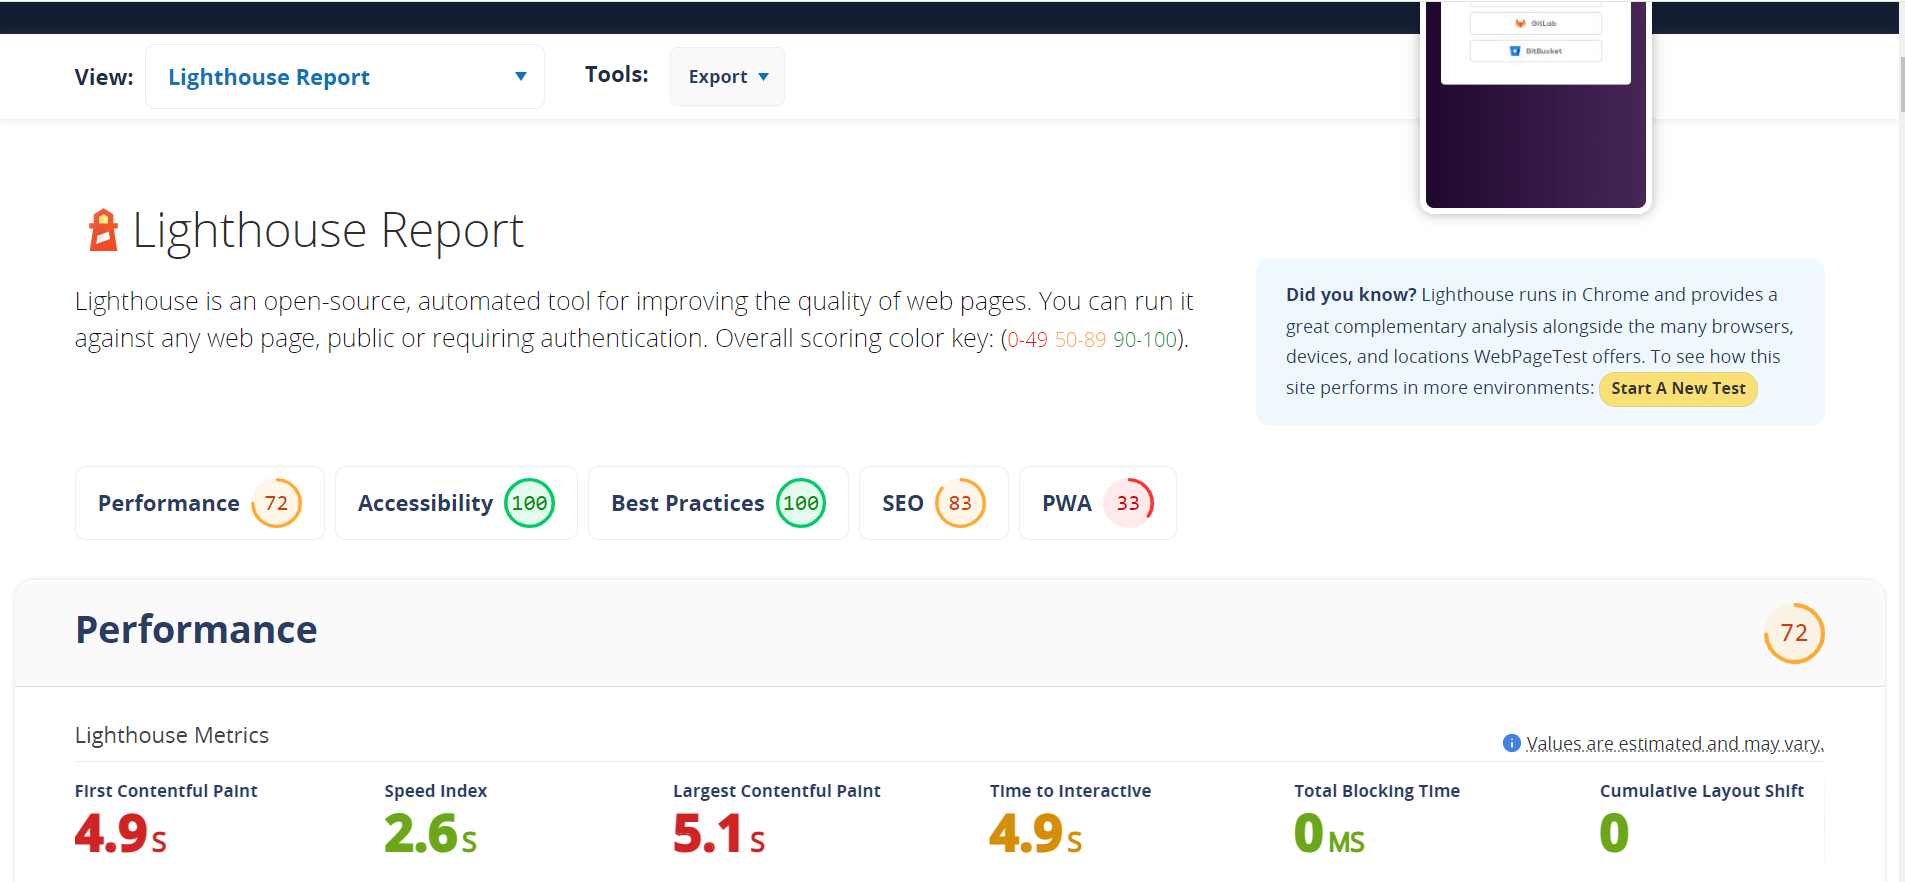 GitLab
BitBucket
View:
Lighthouse Report
Tools:
Export
Lighthouse Report
Lighthouse is an open-source, automated tool for improving the quality of web pages. You can run it
against any web page, public or requiring authentication. Overall scoring color key: (0-49 50-89 90-100).
Did you know? Lighthouse runs in Chrome and provides a
great complementary analysis alongside the many browsers,
devices, and locations WebPageTest offers. To see how this
site performs in more environments: Start A New Test
Performance 72
Accessibility 100
Best Practices 100
SEO 83
PWA 33
Performance
72
Lighthouse Metrics
Values are estimated and may vary.
First Contentful Paint
4.9 S
Speed Index
2.6 S
Largest Contentful Paint
5.1 S
Time to Interactive
4.9 S
Total Blocking Time
0 MS
Cumulative Layout Shift
0